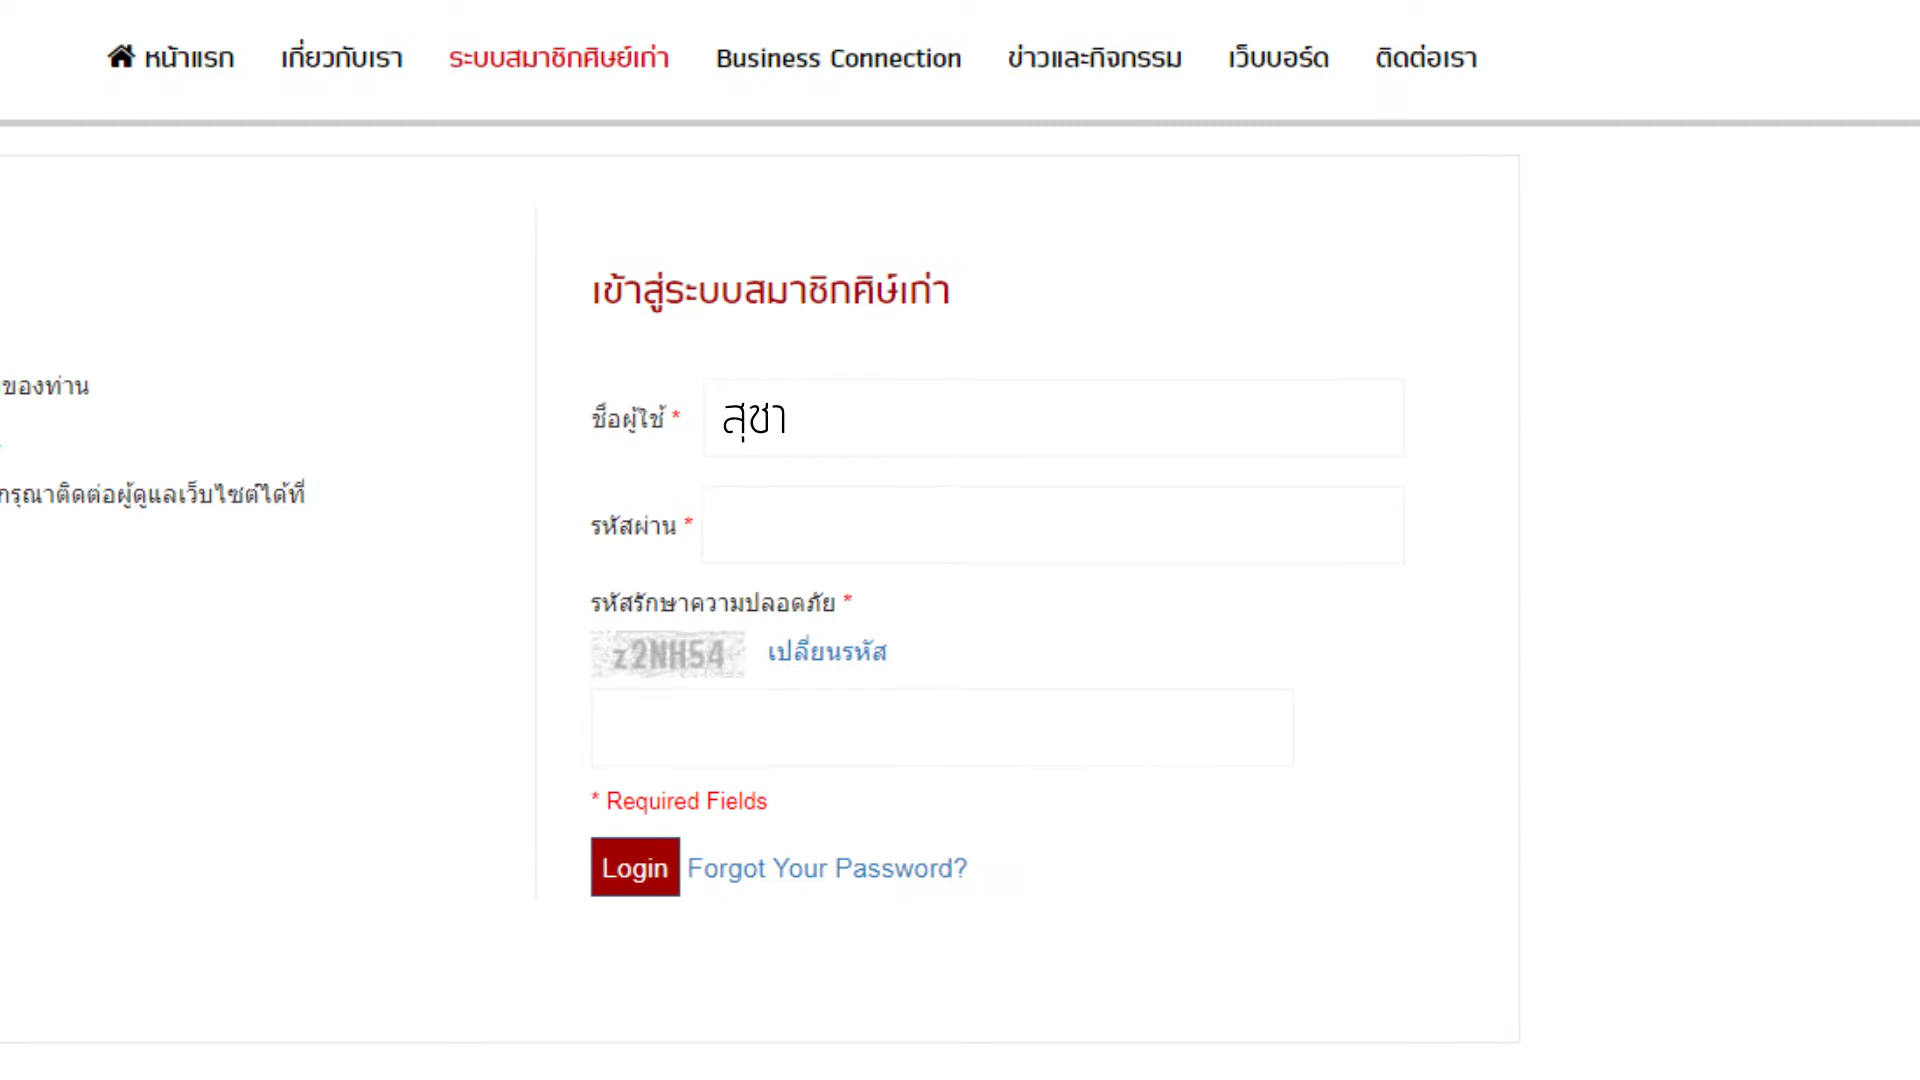 หน้าแรก เกี่ยวกับเรา ระบบสมาชิกศิษย์เก่า Business Connection ข่าวและกิจกรรม เว็บบอร์ด ติดต่อเรา
เข้าสู่ระบบสมาชิกศิษ์เก่า
ของท่าน
กรุณาติดต่อผู้ดูแลเว็บไซต์ได้ที่
ชื่อผู้ใช้ * สุชา
รหัสผ่าน *
รหัสรักษาความปลอดภัย *
z2NH54 เปลี่ยนรหัส
* Required Fields
Login Forgot Your Password?